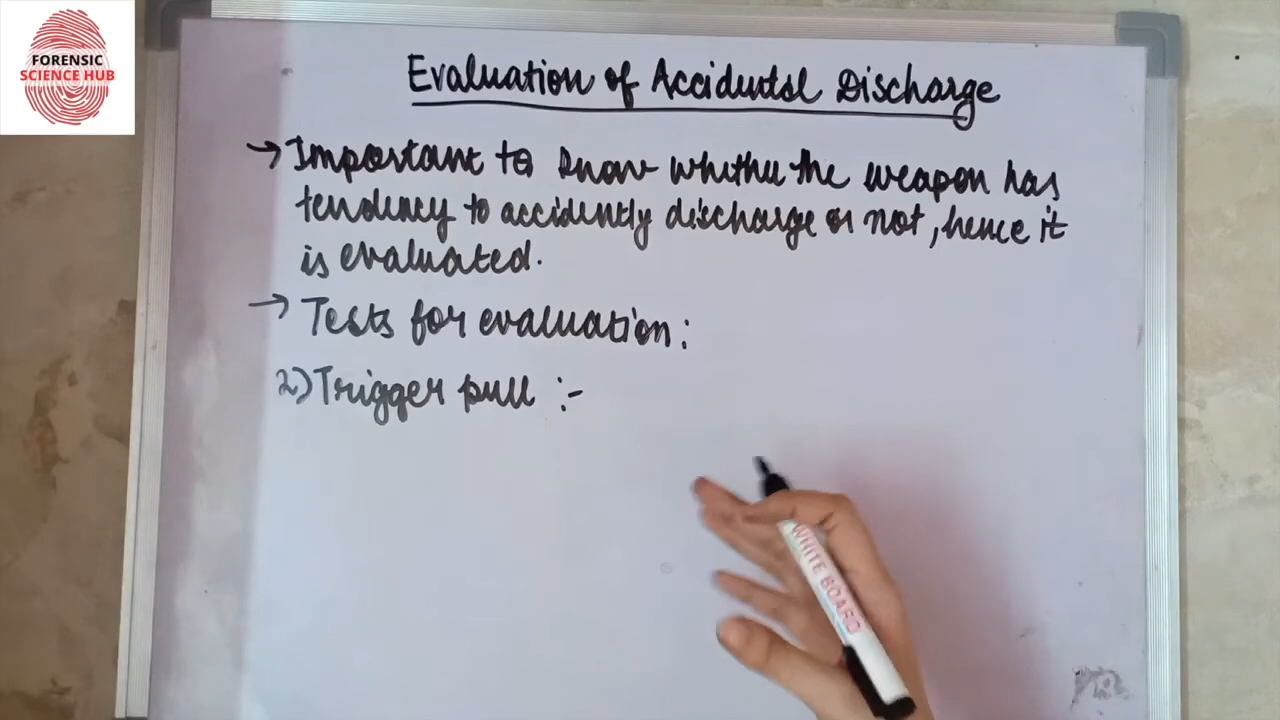 FORENSIC
SCIENCE HUB
Evaluation of Accidental Discharge
→ Important to know whether the weapon has
tendency to accidently discharge or not, hence it
is evaluated.
→ Tests for evaluation:
2) Trigger pull :-
WHITE BOARD